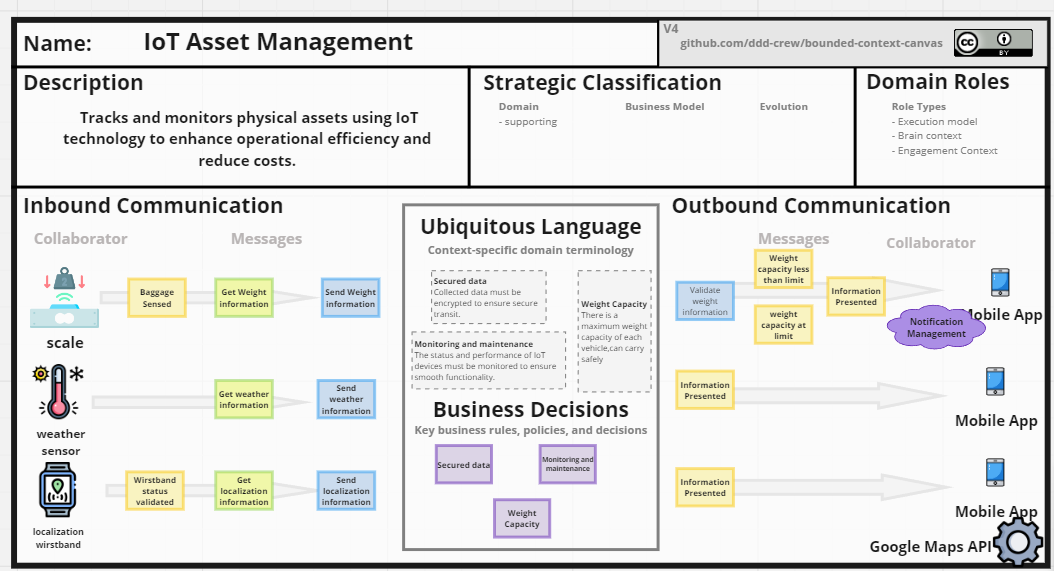 Name: IoT Asset Management
V4
github.com/ddd-crew/bounded-context-canvas
cc
BY
Description
Tracks and monitors physical assets using IoT
technology to enhance operational efficiency and
reduce costs.
Strategic Classification
Domain Business Model Evolution
- supporting
Domain Roles
Role Types
- Execution model
- Brain context
- Engagement Context
Inbound Communication
Collaborator Messages
2
scale
Baggage
Sensed
Get Weight
information
Send Weight
information
weather
sensor
Get weather
information
Send
weather
information
localization
wirstband
Wirstband
status
validated
Get
localization
information
Send
localization
information
Ubiquitous Language
Context-specific domain terminology
Secured data
Collected data must be
encrypted to ensure secure
transit.
Weight Capacity
There is a
maximum weight
capacity of each
vehicle,can carry
safely
Monitoring and maintenance
The status and performance of IoT
devices must be monitored to ensure
smooth functionality.
Business Decisions
Key business rules, policies, and decisions
Secured data
Monitoring and
maintenance
Weight
Capacity
Outbound Communication
Messages Collaborator
Validate
weight
information
Weight
capacity less
than limit
weight
capacity at
limit
Information
Presented
Notification
Management
Mobile App
Information
Presented
Mobile App
Information
Presented
Mobile App
Google Maps API